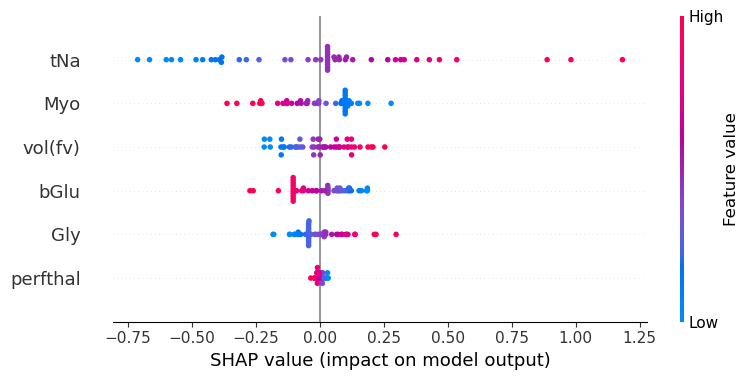 High
tNa
Myo
vol(fv)
bGlu
Gly
perfthal
Feature value
Low
−0.75 −0.50 −0.25 0.00 0.25 0.50 0.75 1.00 1.25
SHAP value (impact on model output)